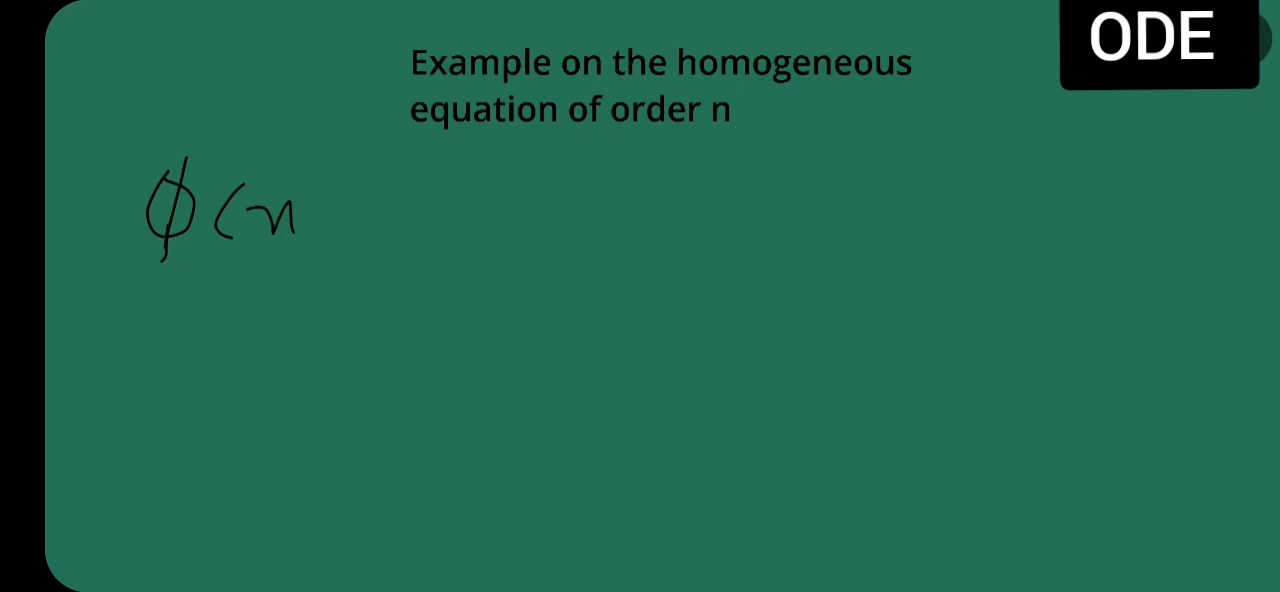 ODE
Example on the homogeneous
equation of order n
ϕ(x